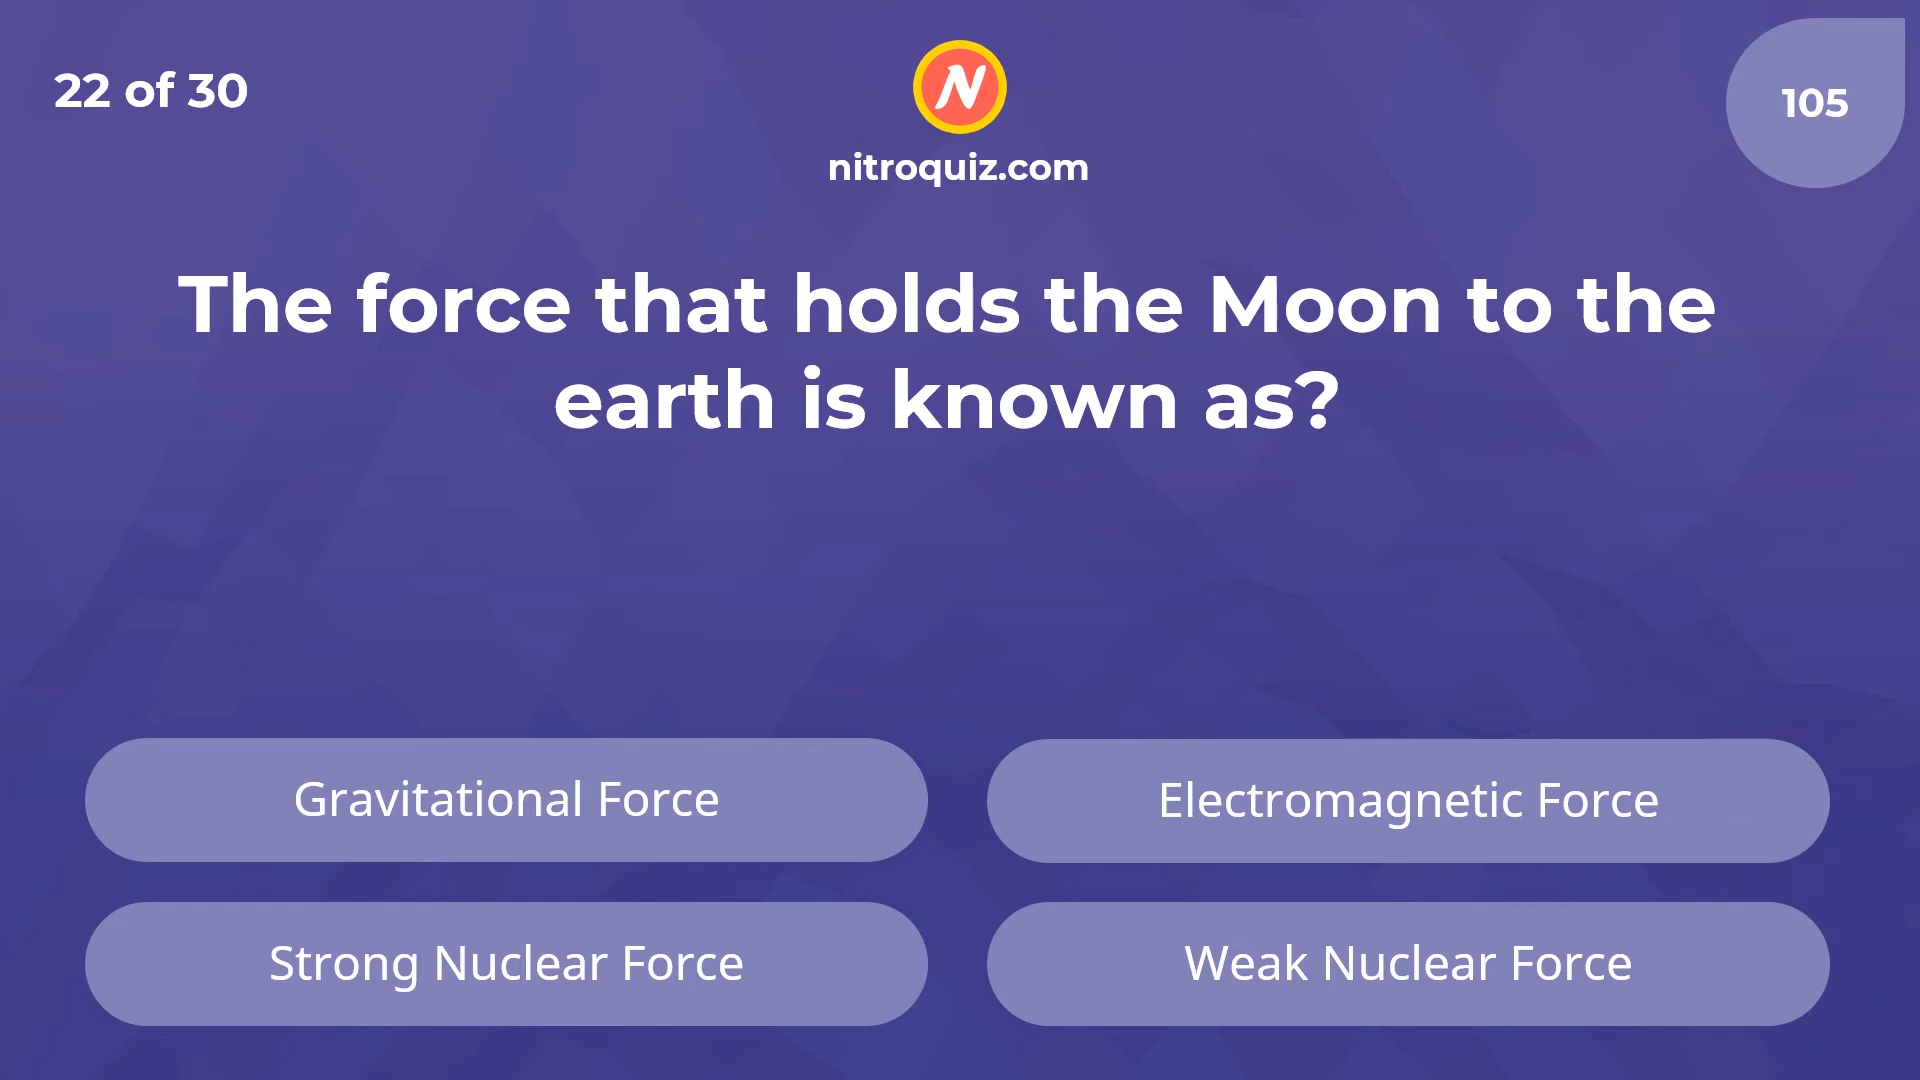 22 of 30
N
nitroquiz.com
105
The force that holds the Moon to the
earth is known as?
Gravitational Force
Electromagnetic Force
Strong Nuclear Force
Weak Nuclear Force